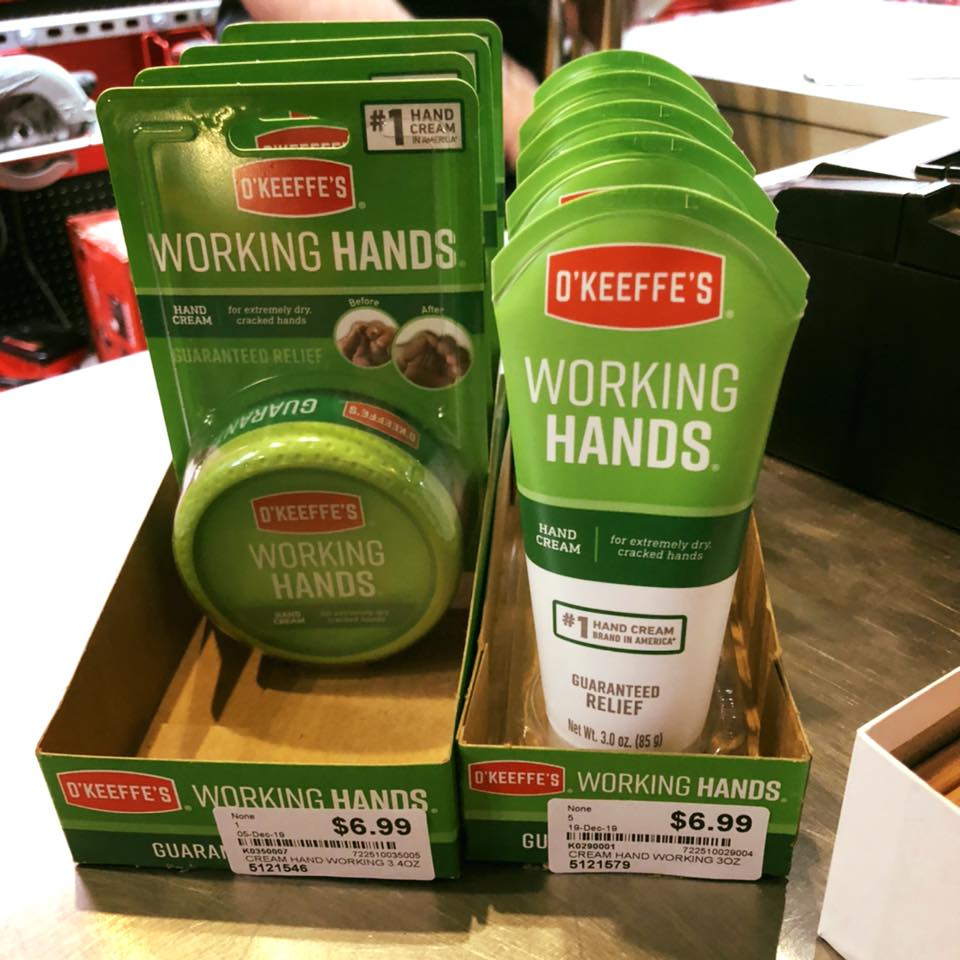 #1 HAND
CREAM
IN AMERICA*
O'KEEFFE'S
WORKING HANDS
HAND
CREAM
for extremely dry,
cracked hands
Before
After
GUARANTEED RELIEF
GUARAN
O'KEEFFE'S
O'KEEFFE'S
WORKING
HANDS
HAND
CREAM
for extremely dry,
cracked hands
O'KEEFFE'S
WORKING HANDS
GUARA
None
1
05-Dec-19
$6.99
K0350007
722510035005
CREAM HAND WORKING 3.4OZ
5121546
O'KEEFFE'S
WORKING
HANDS
HAND
CREAM
for extremely dry,
cracked hands
#1 HAND CREAM
BRAND IN AMERICA*
GUARANTEED
RELIEF
Net Wt. 3.0 oz. (85 g)
O'KEEFFE'S
WORKING HANDS
GU
None
5
19-Dec-19
$6.99
K0290001
722510029004
CREAM HAND WORKING 3OZ
5121579